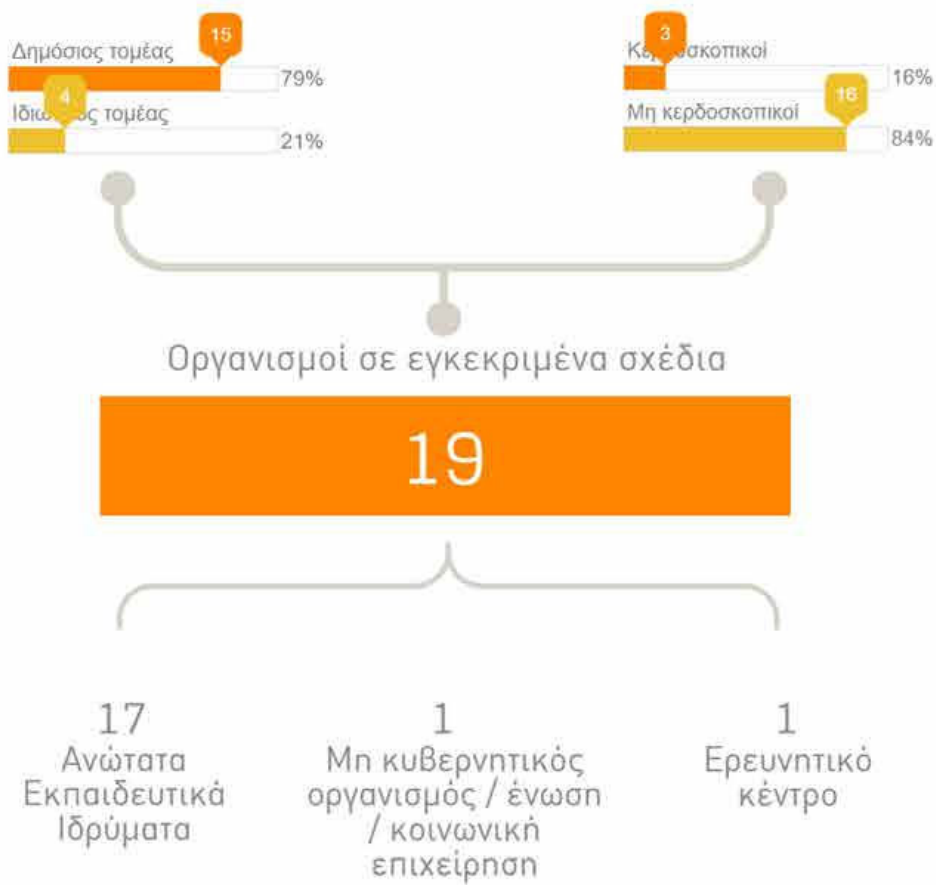 15
Δημόσιος τομέας
79%
4
τομέας
21%
3
16%
16
Μη κερδοσκοπικοί
84%
Οργανισμοί σε εγκεκριμένα σχέδια
19
17
Ανώτατα
Εκπαιδευτικά
Ιδρύματα
1
Μη κυβερνητικός
οργανισμός / ένωση
/ κοινωνική
επιχείρηση
1
Ερευνητικό
κέντρο